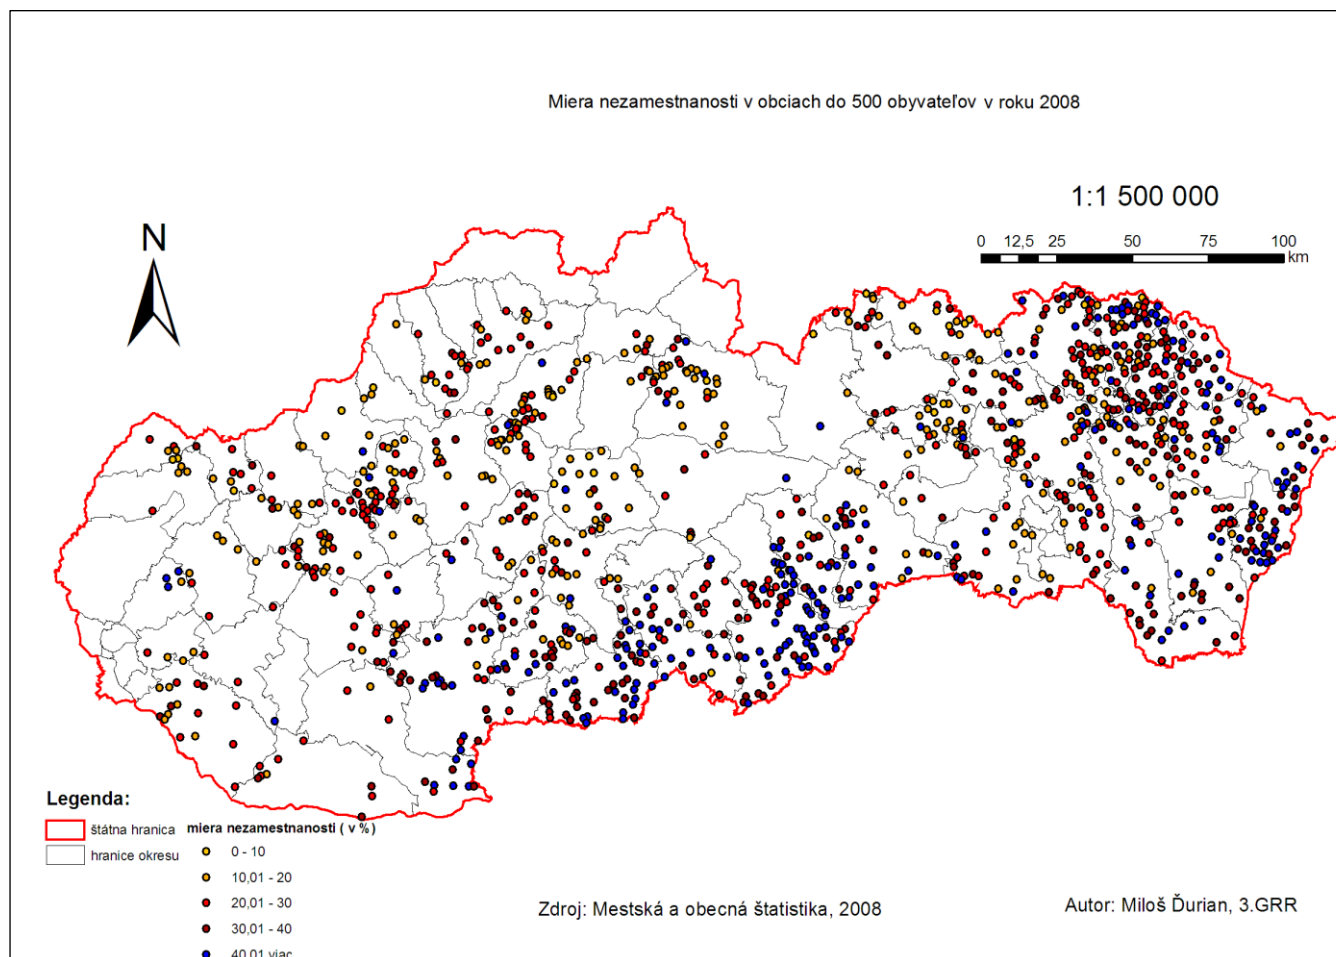 Miera nezamestnanosti v obciach do 500 obyvateľov v roku 2008
1:1 500 000
N
0 12,5 25 50 75 100
km
Legenda:
štátna hranica
hranice okresu
miera nezamestnanosti ( v %)
0 - 10
10,01 - 20
20,01 - 30
30,01 - 40
40,01 viac
Zdroj: Mestská a obecná štatistika, 2008
Autor: Miloš Ďurian, 3.GRR